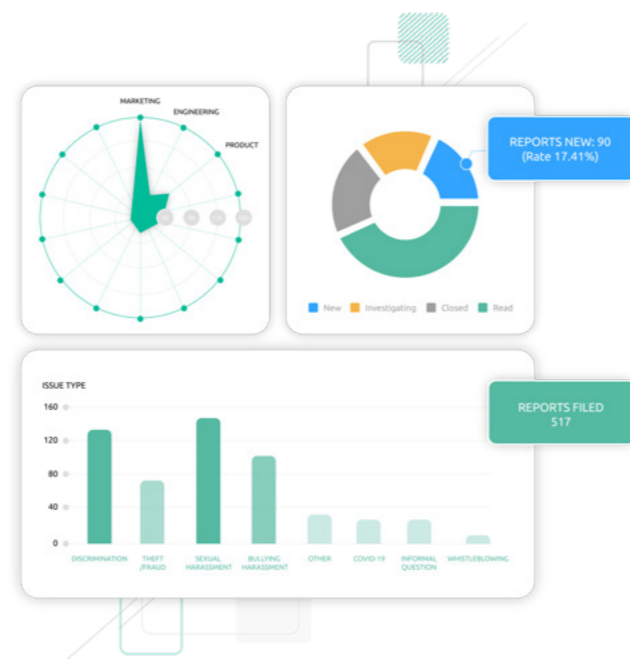 MARKETING
ENGINEERING
PRODUCT
REPORTS NEW: 90
(Rate 17.41%)
New Investigating Closed Read
ISSUE TYPE
160
120
80
40
0
REPORTS FILED
517
DISCRIMINATION
THEFT
/FRAUD
SEXUAL
HARASSMENT
BULLYING
HARASSMENT
OTHER
COVID-19
INFORMAL
QUESTION
WHISTLEBLOWING